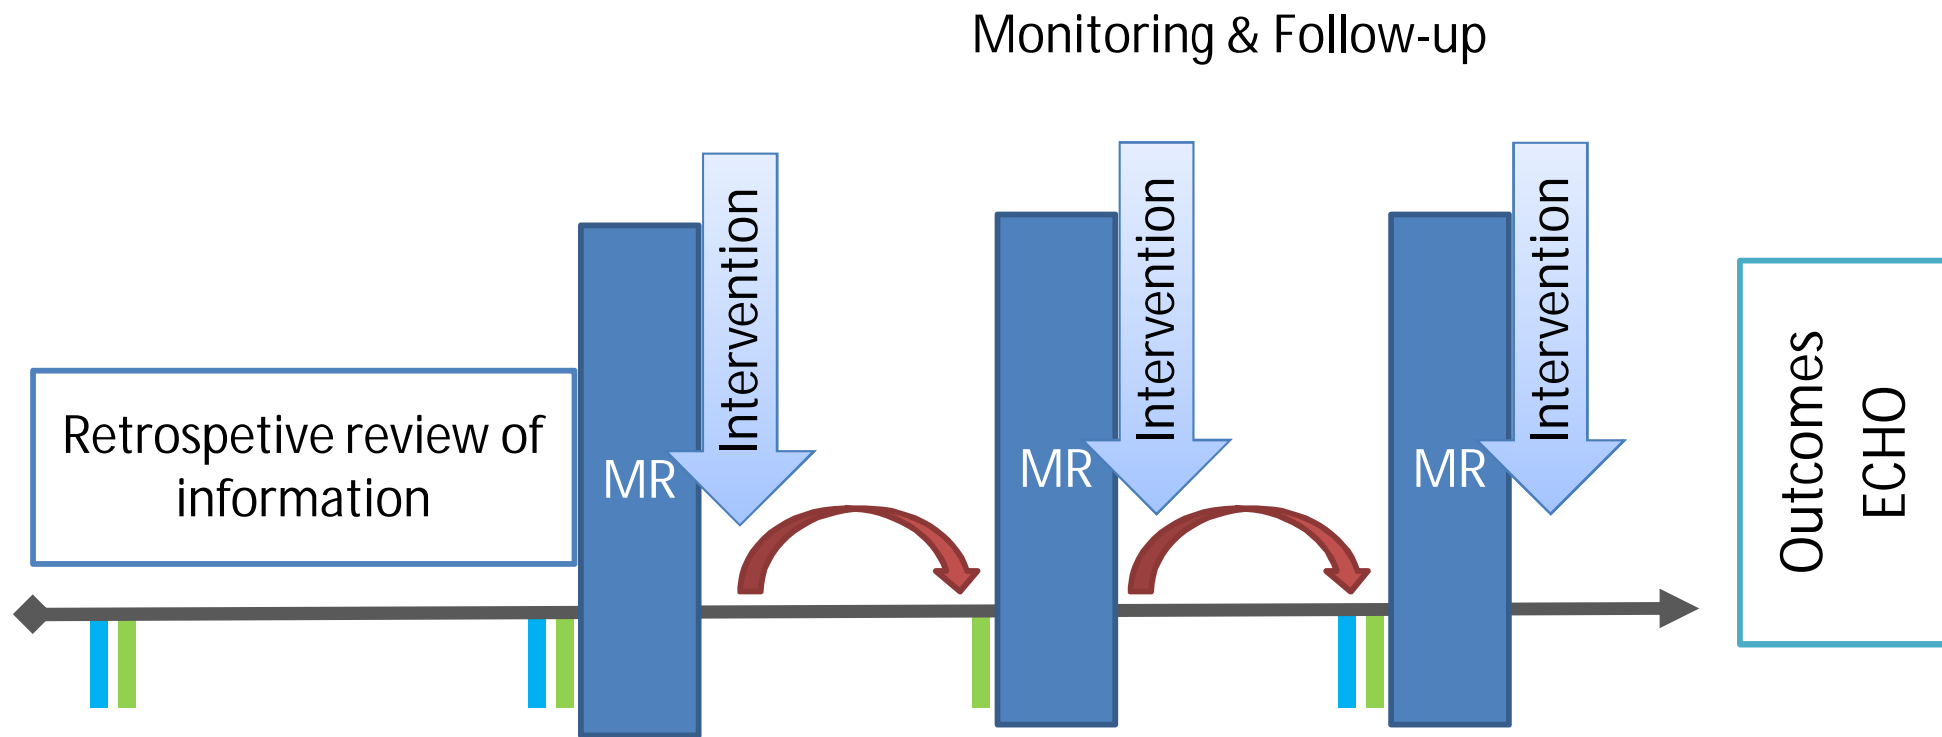 Monitoring & Follow-up
Retrospetive review of
information
MR
Intervention
MR
Intervention
MR
Intervention
Outcomes
ECHO